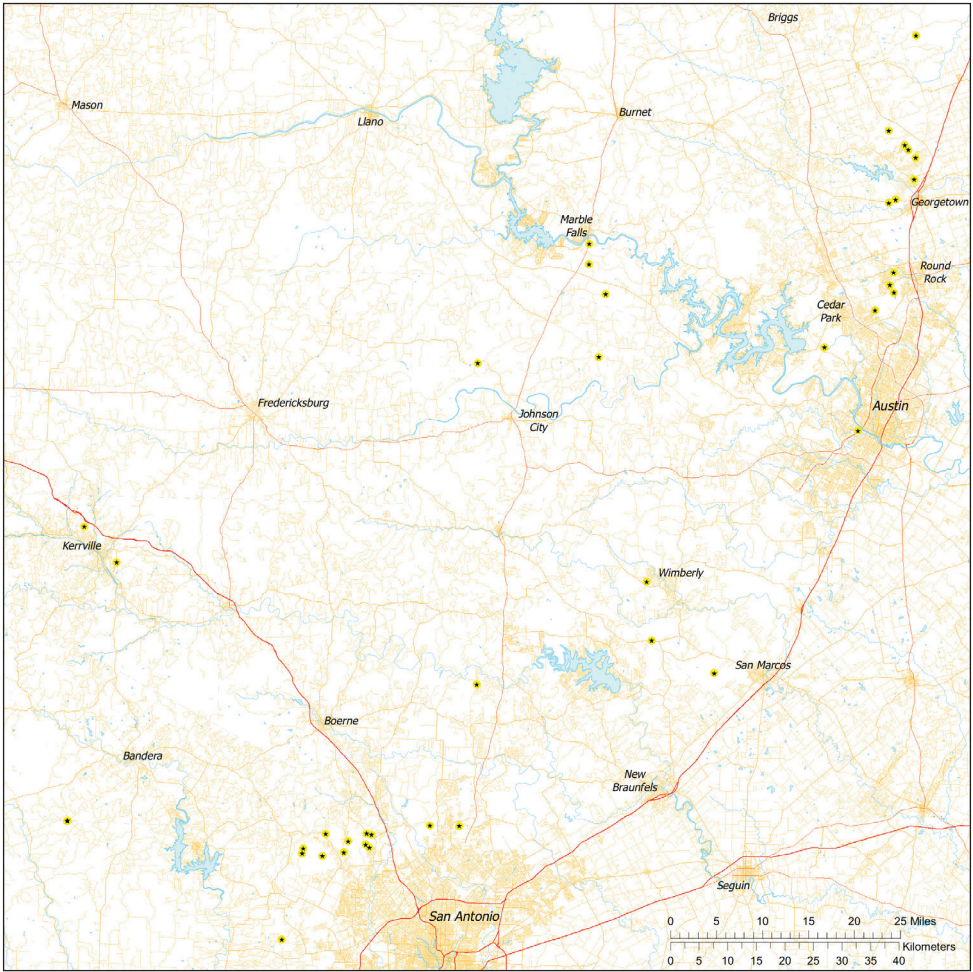 Briggs
Mason
Llano
Burnet
Georgetown
Marble
Falls
Round
Rock
Cedar
Park
Fredericksburg
Johnson
City
Austin
Kerrville
Wimberly
San Marcos
Boerne
Bandera
New
Braunfels
Seguin
San Antonio
0 5 10 15 20 25 Miles
Kilometers
0 5 10 15 20 25 30 35 40